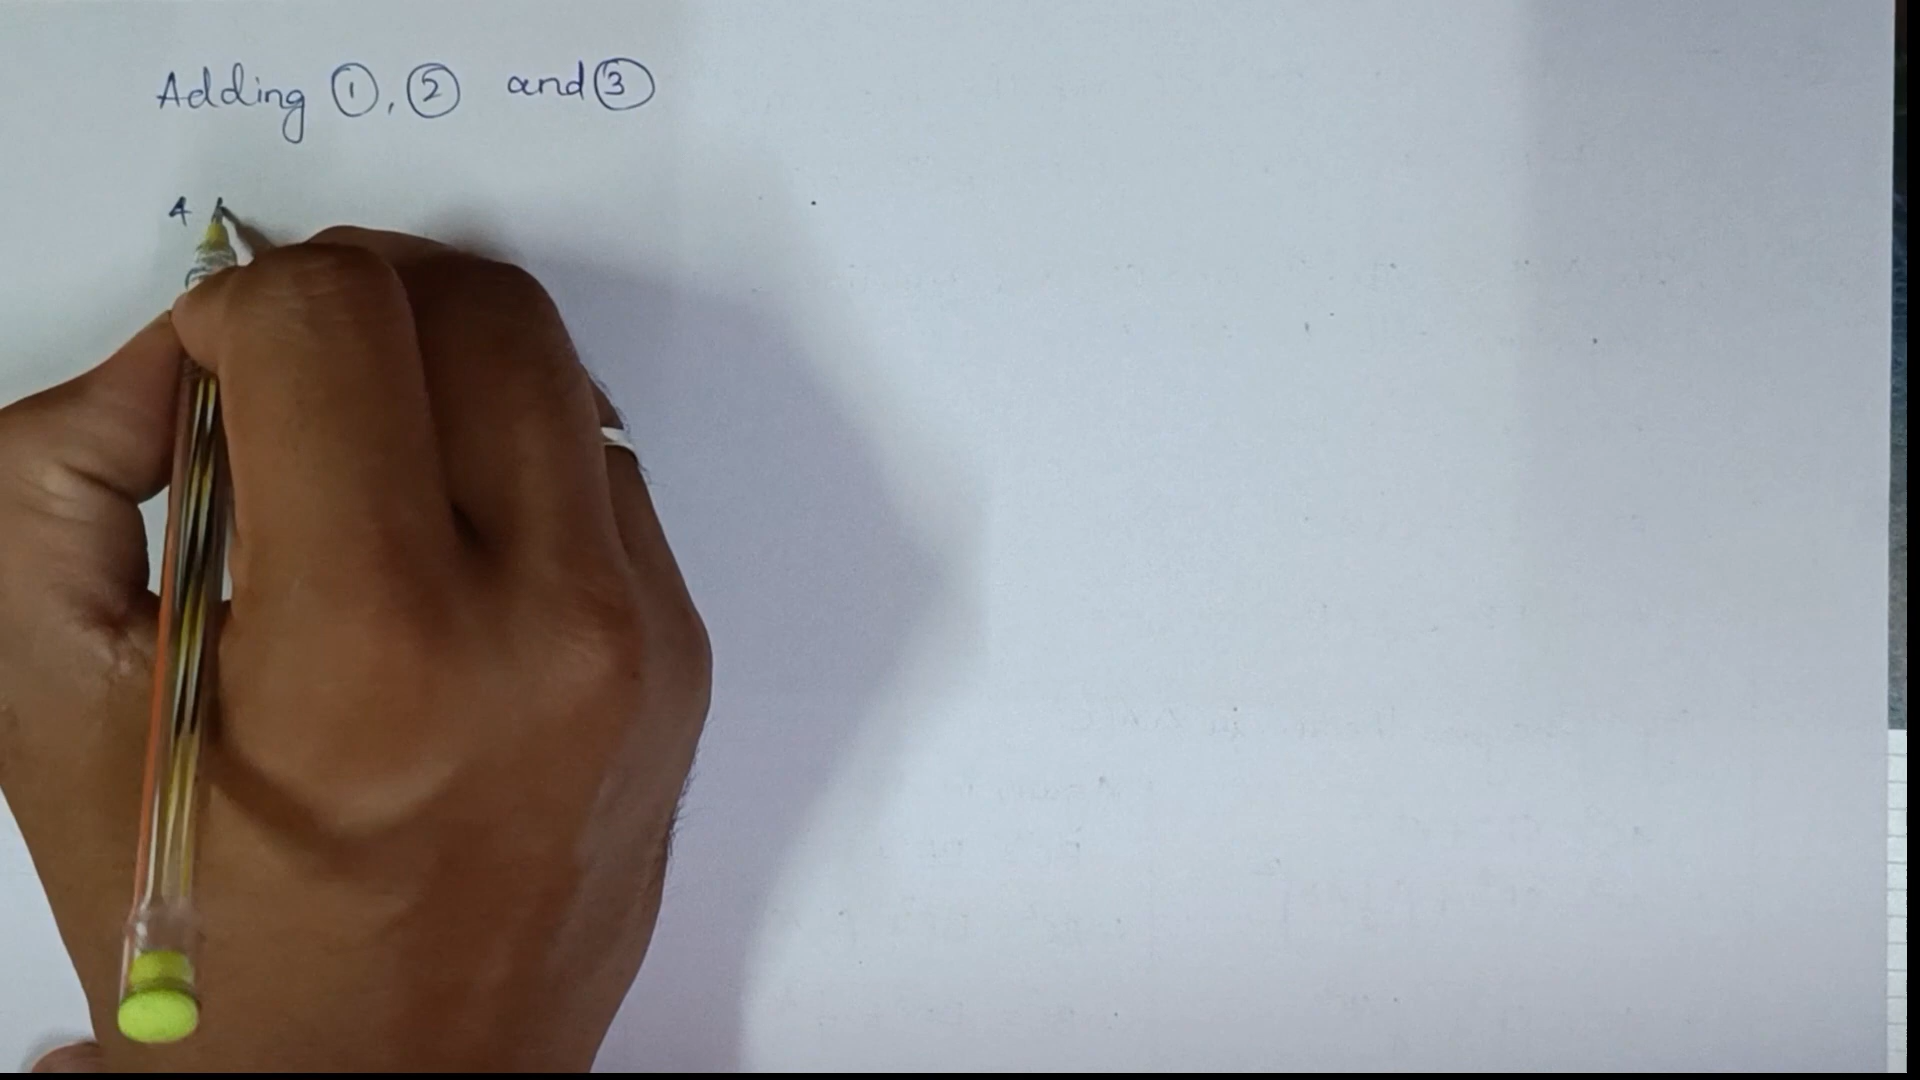 Adding ①, ② and ③
4